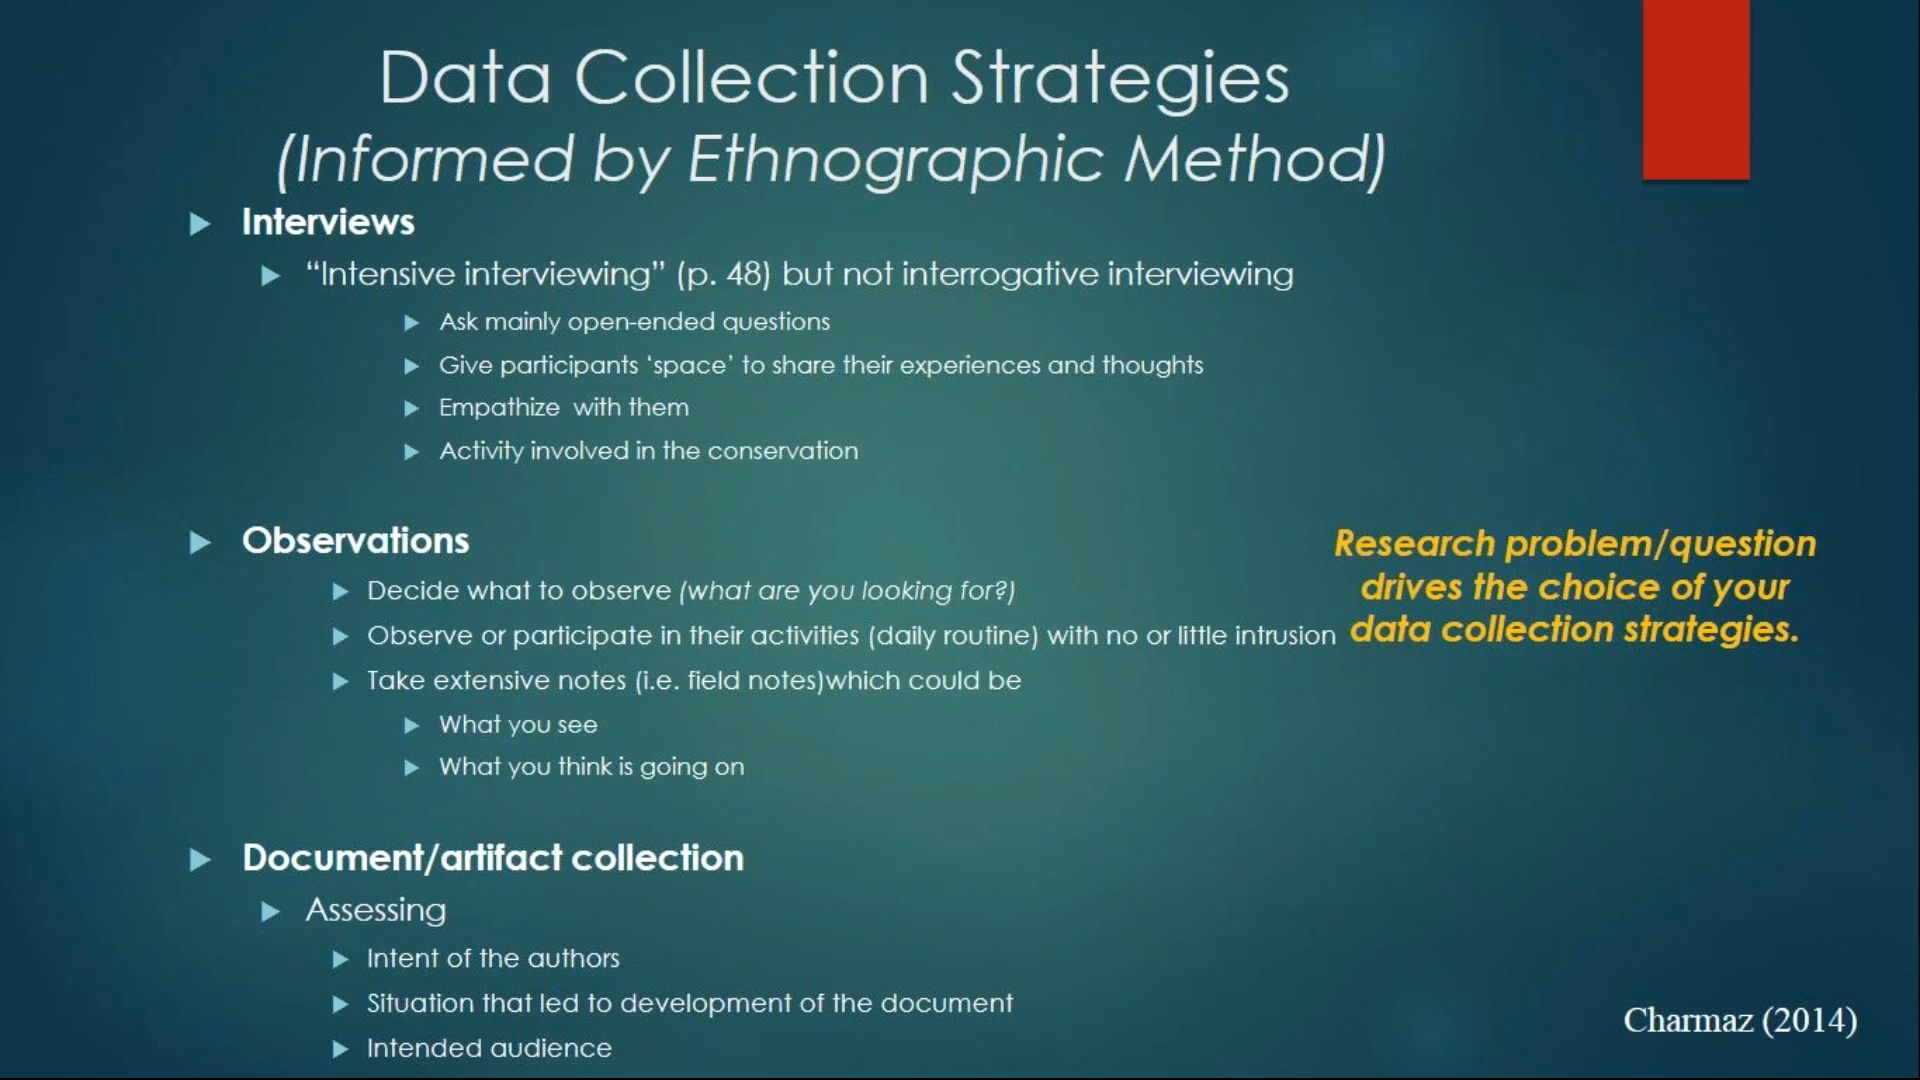 Data Collection Strategies
(Informed by Ethnographic Method)
Interviews
“Intensive interviewing” (p. 48) but not interrogative interviewing
Ask mainly open-ended questions
Give participants ‘space’ to share their experiences and thoughts
Empathize  with them
Activity involved in the conservation
Observations
Decide what to observe (what are you looking for?)
Observe or participate in their activities (daily routine) with no or little intrusion
Take extensive notes (i.e. field notes)which could be
What you see
What you think is going on
Research problem/question
drives the choice of your
data collection strategies.
Document/artifact collection
Assessing
Intent of the authors
Situation that led to development of the document
Intended audience
Charmaz (2014)